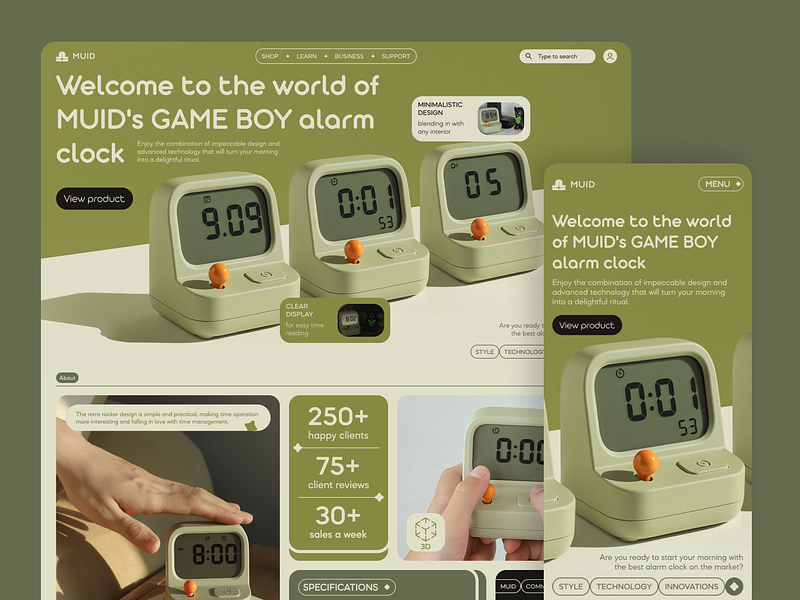 MUID
SHOP
LEARN
BUSINESS
SUPPORT
Type to search
Welcome to the world of
MUID's GAME BOY alarm
clock
Enjoy the combination of impeccable design and
advanced technology that will turn your morning
into a delightful ritual.
View product
MINIMALISTIC
DESIGN
blending in with
any interior
9.09
0:01
53
05
CLEAR
DISPLAY
for easy time
reading
8:02
Are you ready t
the best ala
STYLE
TECHNOLOGY
About
The retro rocker design is simple and practical, making time operation
more interesting and falling in love with time management.
8:00
250+
happy clients
75+
client reviews
30+
sales a week
0:00
3D
SPECIFICATIONS
MUID
COMM
MUID
MENU
Welcome to the world
of MUID's GAME BOY
alarm clock
Enjoy the combination of impeccable design and
advanced technology that will turn your morning
into a delightful ritual.
View product
0:01
53
Are you ready to start your morning with
the best alarm clock on the market?
STYLE
TECHNOLOGY
INNOVATIONS